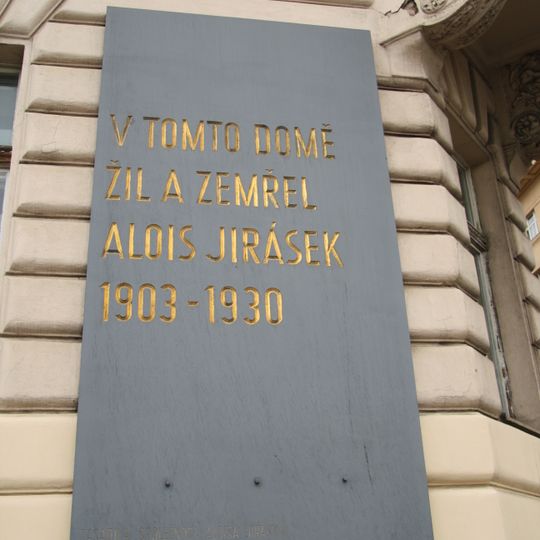 V TOMTO DOMĚ
ŽIL A ZEMŘEL
ALOIS JIRÁSEK
1903-1930